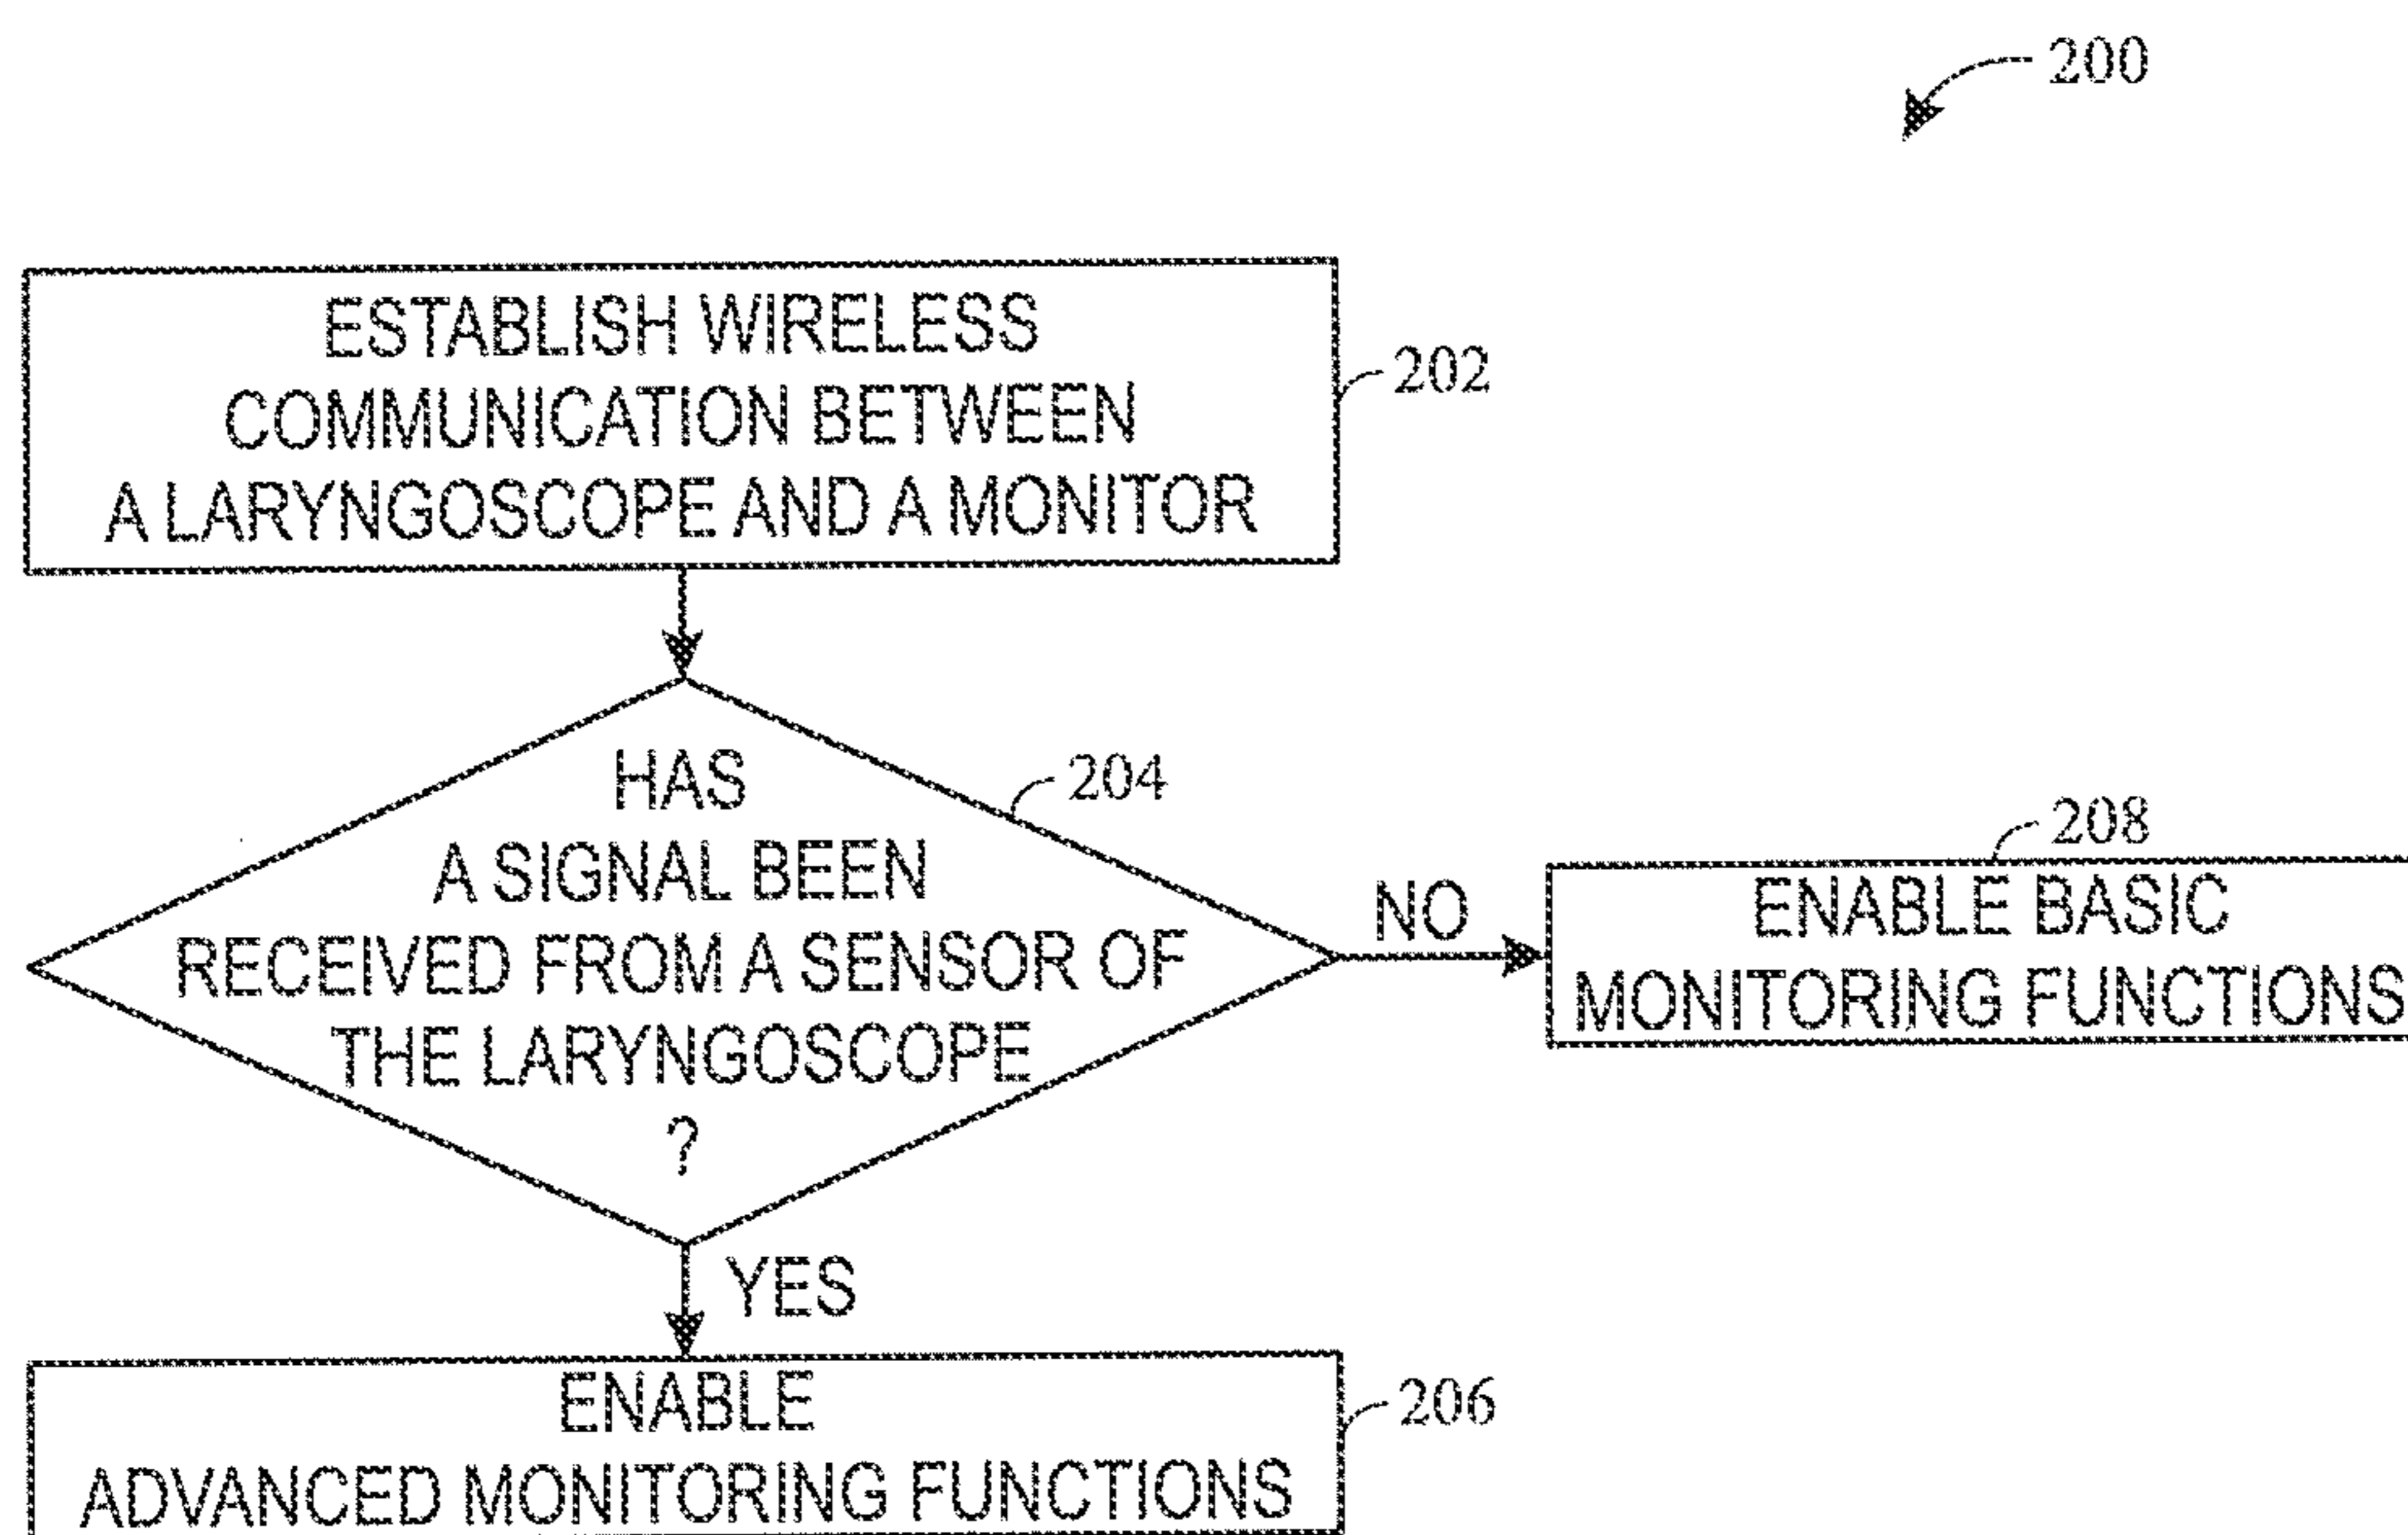 200
ESTABLISH WIRELESS
COMMUNICATION BETWEEN
A LARYNGOSCOPE AND A MONITOR
202
HAS
A SIGNAL BEEN
RECEIVED FROM A SENSOR OF
THE LARYNGOSCOPE
?
204
NO
208
ENABLE BASIC
MONITORING FUNCTIONS
YES
ENABLE
ADVANCED MONITORING FUNCTIONS
206